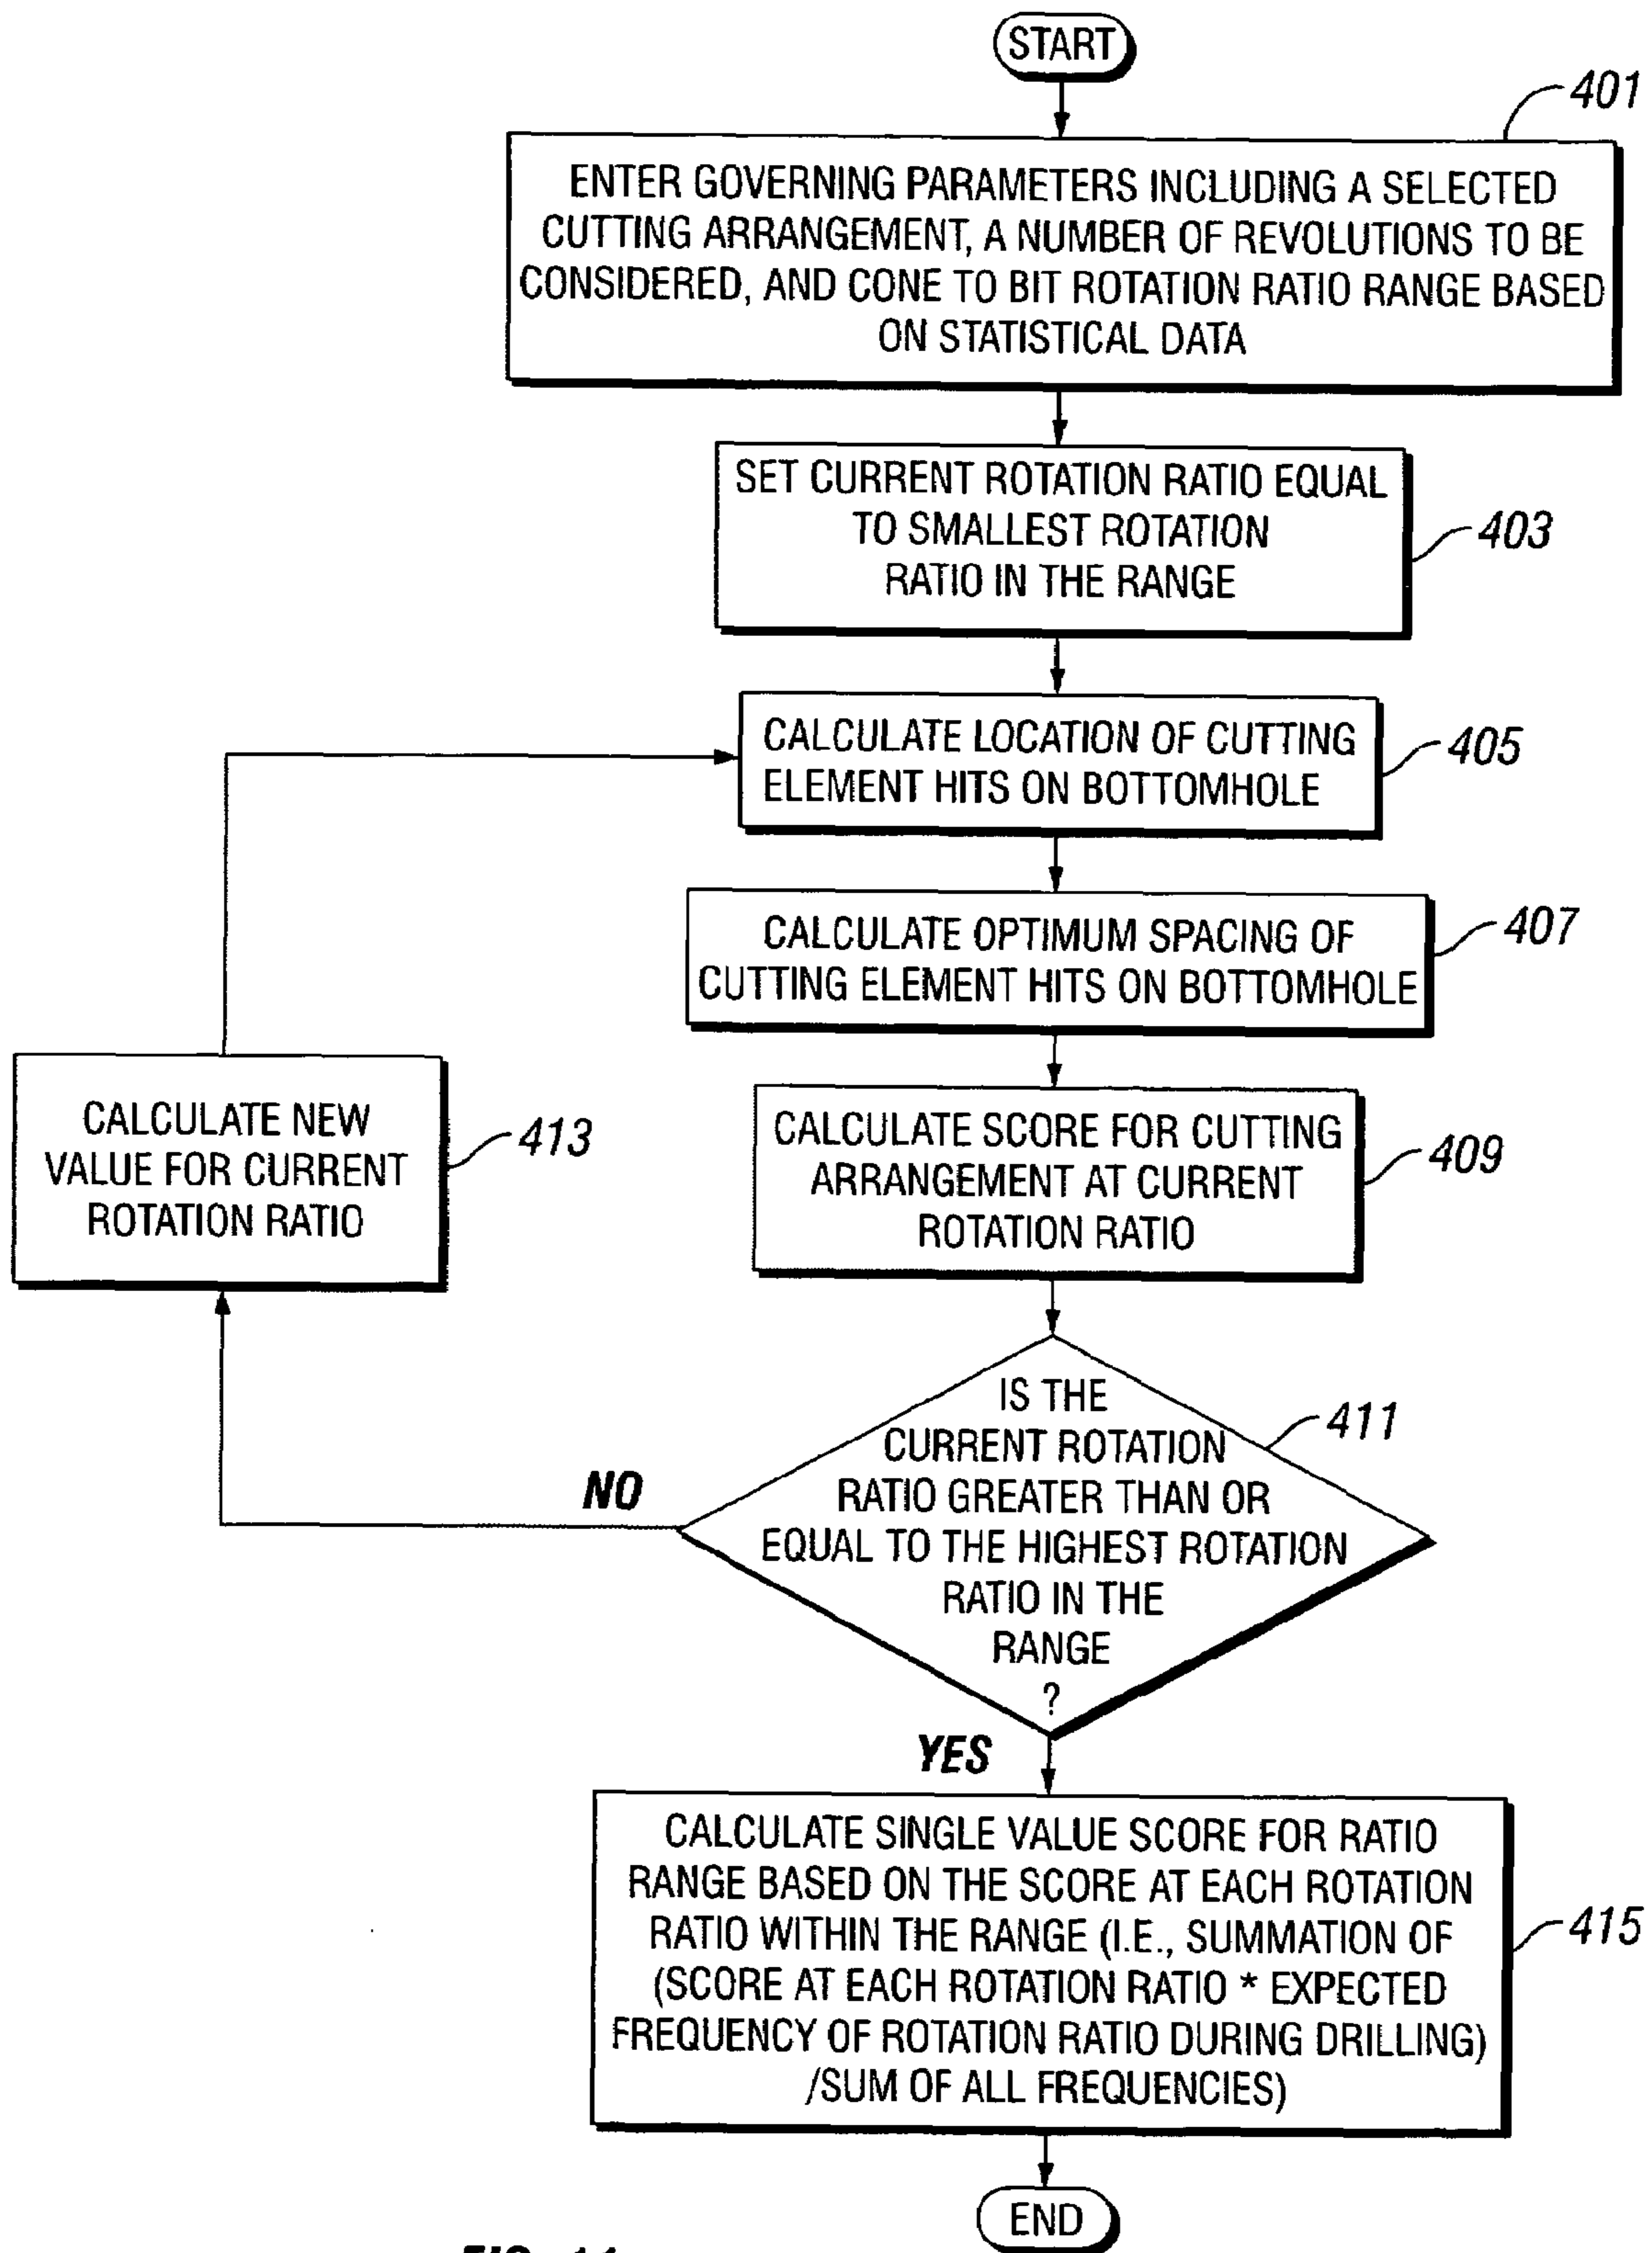 START
401
ENTER GOVERNING PARAMETERS INCLUDING A SELECTED
CUTTING ARRANGEMENT, A NUMBER OF REVOLUTIONS TO BE
CONSIDERED, AND CONE TO BIT ROTATION RATIO RANGE BASED
ON STATISTICAL DATA
SET CURRENT ROTATION RATIO EQUAL
TO SMALLEST ROTATION
RATIO IN THE RANGE
403
CALCULATE LOCATION OF CUTTING
ELEMENT HITS ON BOTTOMHOLE
405
CALCULATE OPTIMUM SPACING OF
CUTTING ELEMENT HITS ON BOTTOMHOLE
407
CALCULATE NEW
VALUE FOR CURRENT
ROTATION RATIO
413
CALCULATE SCORE FOR CUTTING
ARRANGEMENT AT CURRENT
ROTATION RATIO
409
IS THE
CURRENT ROTATION
RATIO GREATER THAN OR
EQUAL TO THE HIGHEST ROTATION
RATIO IN THE
RANGE
?
411
NO
YES
CALCULATE SINGLE VALUE SCORE FOR RATIO
RANGE BASED ON THE SCORE AT EACH ROTATION
RATIO WITHIN THE RANGE (I.E., SUMMATION OF
(SCORE AT EACH ROTATION RATIO * EXPECTED
FREQUENCY OF ROTATION RATIO DURING DRILLING)
/SUM OF ALL FREQUENCIES)
415
END